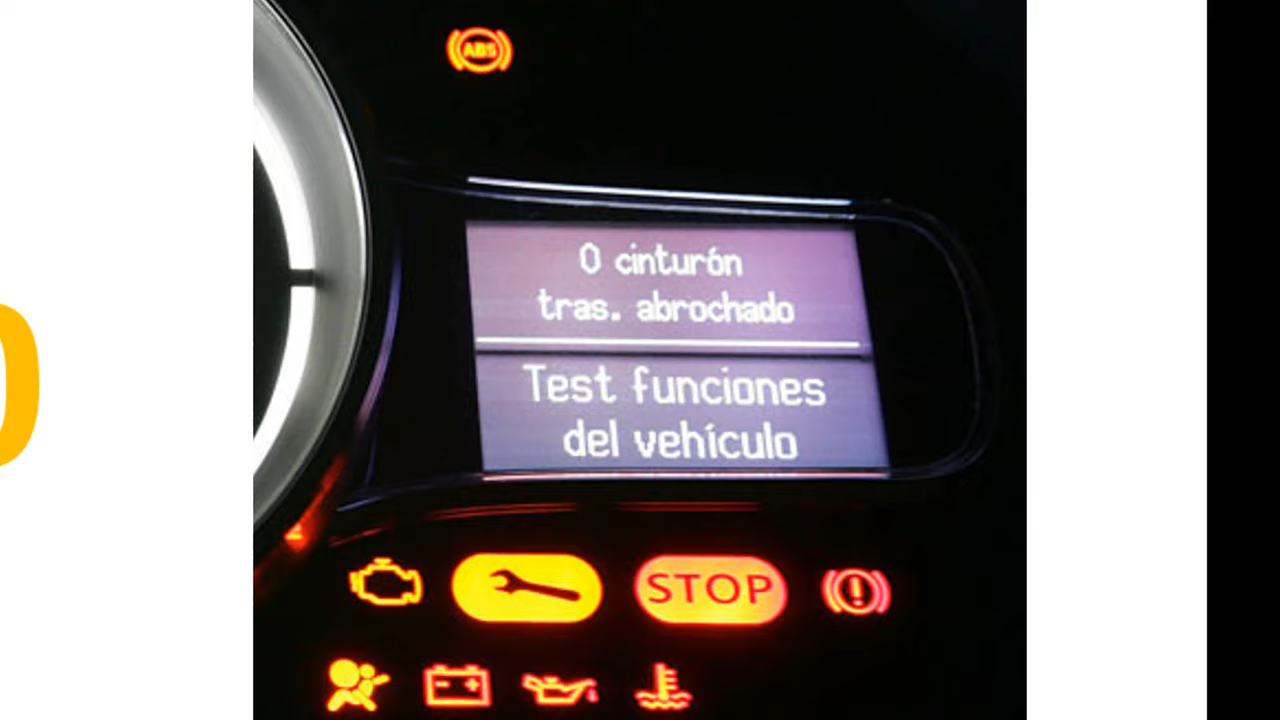 ABS
0 cinturón
tras. abrochado
Test funciones
del vehículo
STOP